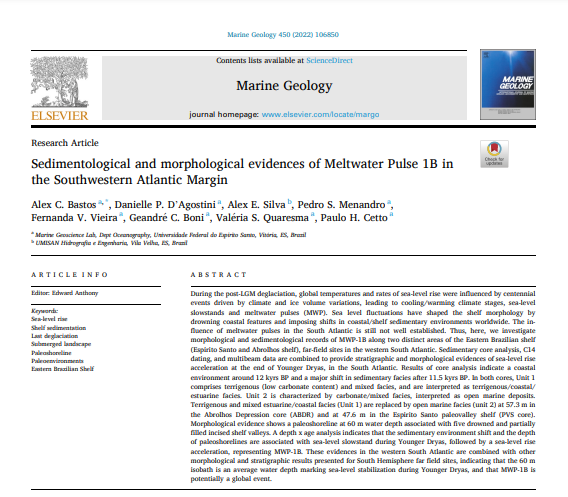 Marine Geology 450 (2022) 106850
Contents lists available at ScienceDirect
Marine Geology
journal homepage: www.elsevier.com/locate/margo
ELSEVIER
MARINE
GEOLOGY
Research Article
Check for
updates
Sedimentological and morphological evidences of Meltwater Pulse 1B in
the Southwestern Atlantic Margin
Alex C. Bastos a,*, Danielle P. D'Agostini a, Alex E. Silva b, Pedro S. Menandro a,
Fernanda V. Vieira a, Geandré C. Boni a, Valéria S. Quaresma a, Paulo H. Cetto a
a Marine Geoscience Lab, Dept Oceanography, Universidade Federal do Espírito Santo, Vitória, ES, Brazil
b UMISAN Hidrografia e Engenharia, Vila Velha, ES, Brazil
ARTICLE INFO
Editor: Edward Anthony
Keywords:
Sea-level rise
Shelf sedimentation
Last deglaciation
Submerged landscape
Paleoshoreline
Paleoenvironments
Eastern Brazilian Shelf
ABSTRACT
During the post-LGM deglaciation, global temperatures and rates of sea-level rise were influenced by centennial
events driven by climate and ice volume variations, leading to cooling/warming climate stages, sea-level
slowstands and meltwater pulses (MWP). Sea level fluctuations have shaped the shelf morphology by
drowning coastal features and imposing shifts in coastal/shelf sedimentary environments worldwide. The in-
fluence of meltwater pulses in the South Atlantic is still not well established. Thus, here, we investigate
morphological and sedimentological records of MWP-1B along two distinct areas of the Eastern Brazilian shelf
(Espírito Santo and Abrolhos shelf), far-field sites in the western South Atlantic. Sedimentary core analysis, C14
dating, and multibeam data are combined to provide stratigraphic and morphological evidences of sea-level rise
acceleration at the end of Younger Dryas, in the South Atlantic. Results of core analysis indicate a coastal
environment around 12 kyrs BP and a major shift in sedimentary facies after 11.5 kyrs BP. In both cores, Unit 1
comprises terrigenous (low carbonate content) and mixed facies, and are interpreted as terrigenous/coastal/
estuarine facies. Unit 2 is characterized by carbonate/mixed facies, interpreted as open marine deposits.
Terrigenous and mixed estuarine/coastal facies (Unit 1) are replaced by open marine facies (unit 2) at 57.3 m in
the Abrolhos Depression core (ABDR) and at 47.6 m in the Espírito Santo paleovalley shelf (PVS core).
Morphological evidence shows a paleoshoreline at 60 m water depth associated with five drowned and partially
filled incised shelf valleys. A depth x age analysis indicates that the sedimentary environment shift and the depth
of paleoshorelines are associated with sea-level slowstand during Younger Dryas, followed by a sea-level rise
acceleration, representing MWP-1B. These evidences in the western South Atlantic are combined with other
morphological and stratigraphic results presented for South Hemisphere far field sites, indicating that the 60 m
isobath is an average water depth marking sea-level stabilization during Younger Dryas, and that MWP-1B is
potentially a global event.